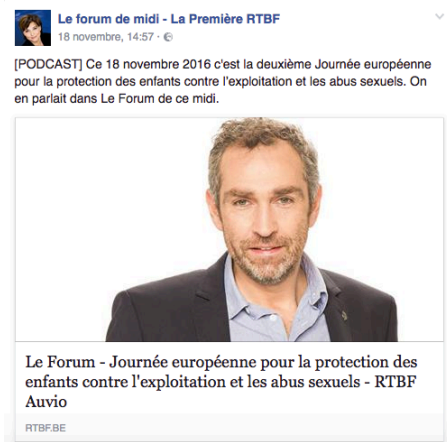 Le forum de midi - La Première RTBF
18 novembre, 14:57 ·
[PODCAST] Ce 18 novembre 2016 c'est la deuxième Journée européenne
pour la protection des enfants contre l'exploitation et les abus sexuels. On
en parlait dans Le Forum de ce midi.
Le Forum - Journée européenne pour la protection des
enfants contre l'exploitation et les abus sexuels - RTBF
Auvio
RTBF.BE